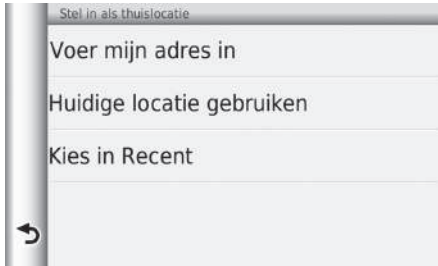 Stel in als thuislocatie
Voer mijn adres in
Huidige locatie gebruiken
Kies in Recent